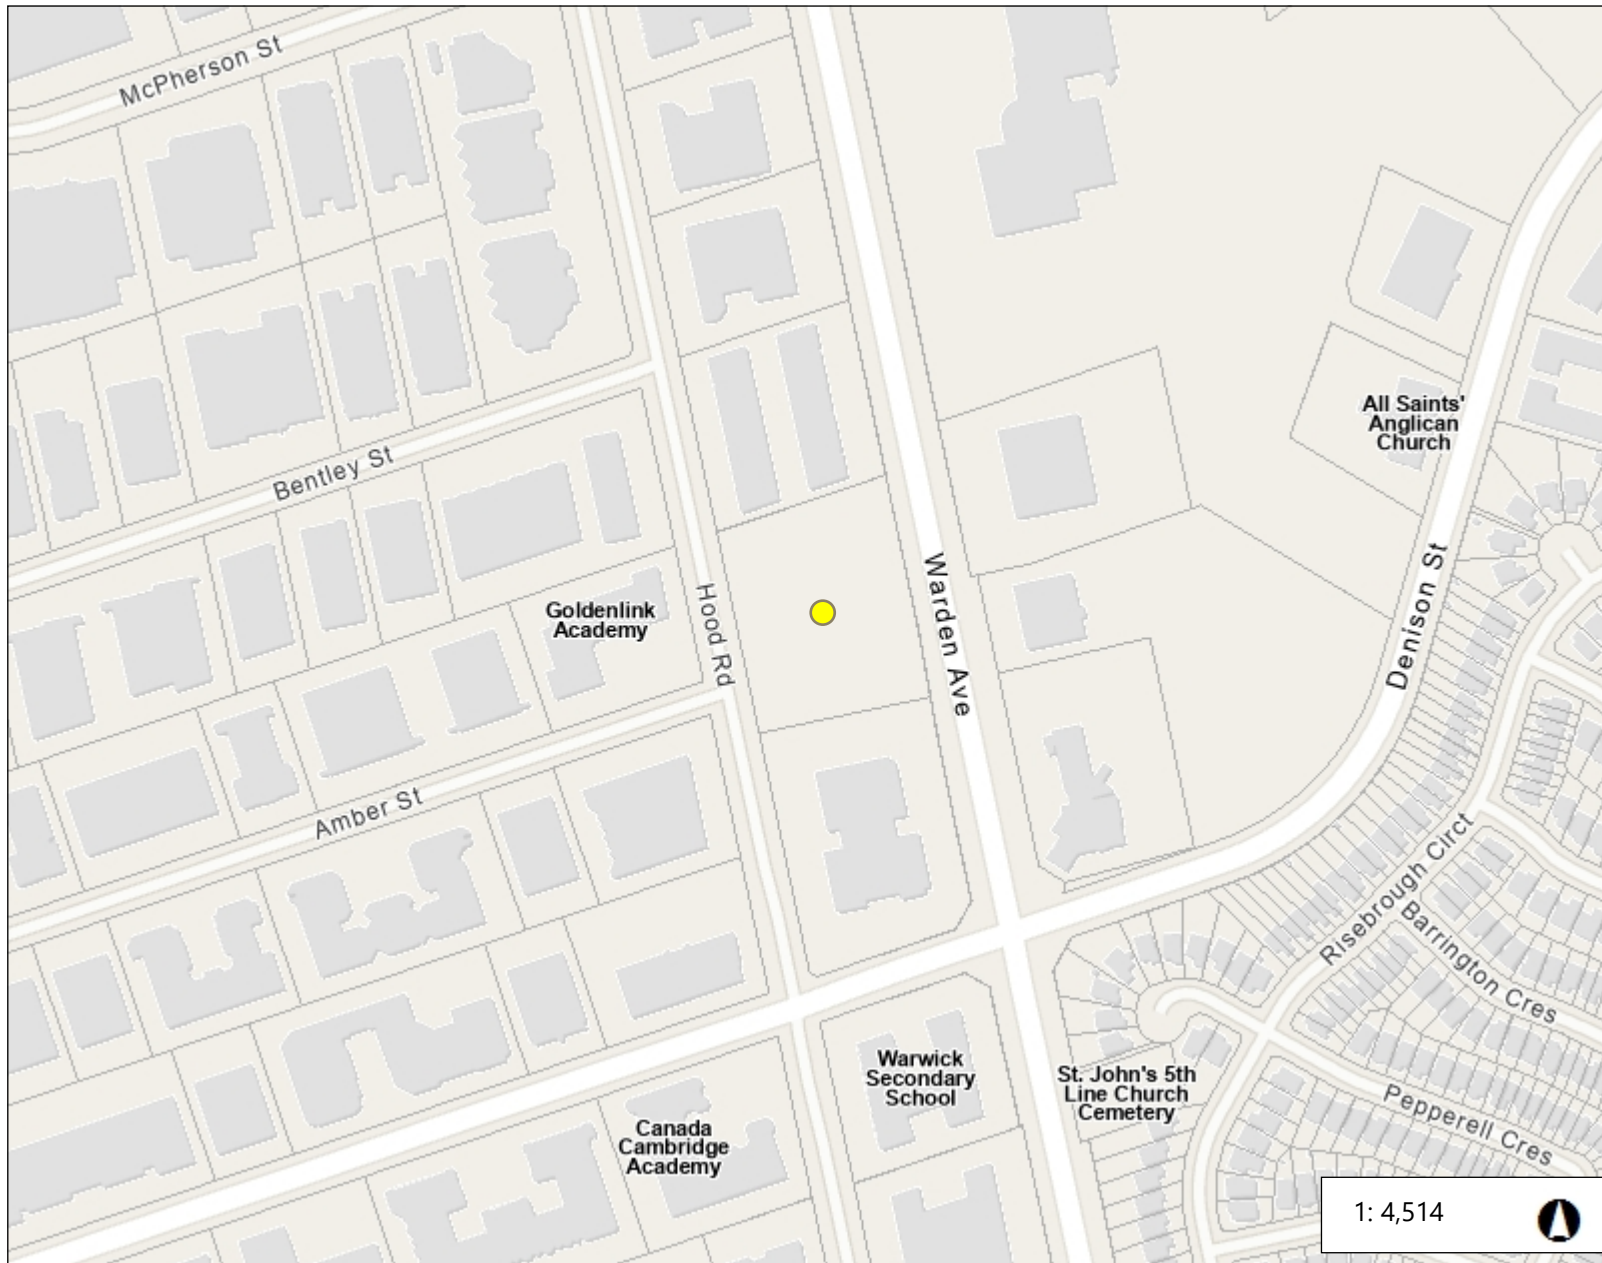 McPherson St
All Saints'
Anglican
Church
Bentley St
Denison St
Warden Ave
Hood Rd
Goldenlink
Academy
Amber St
Risebrough Circt
Barrington Cres
Warwick
Secondary
School
St. John's 5th
Line Church
Cemetery
Pepperell Cres
Canada
Cambridge
Academy
1: 4,514